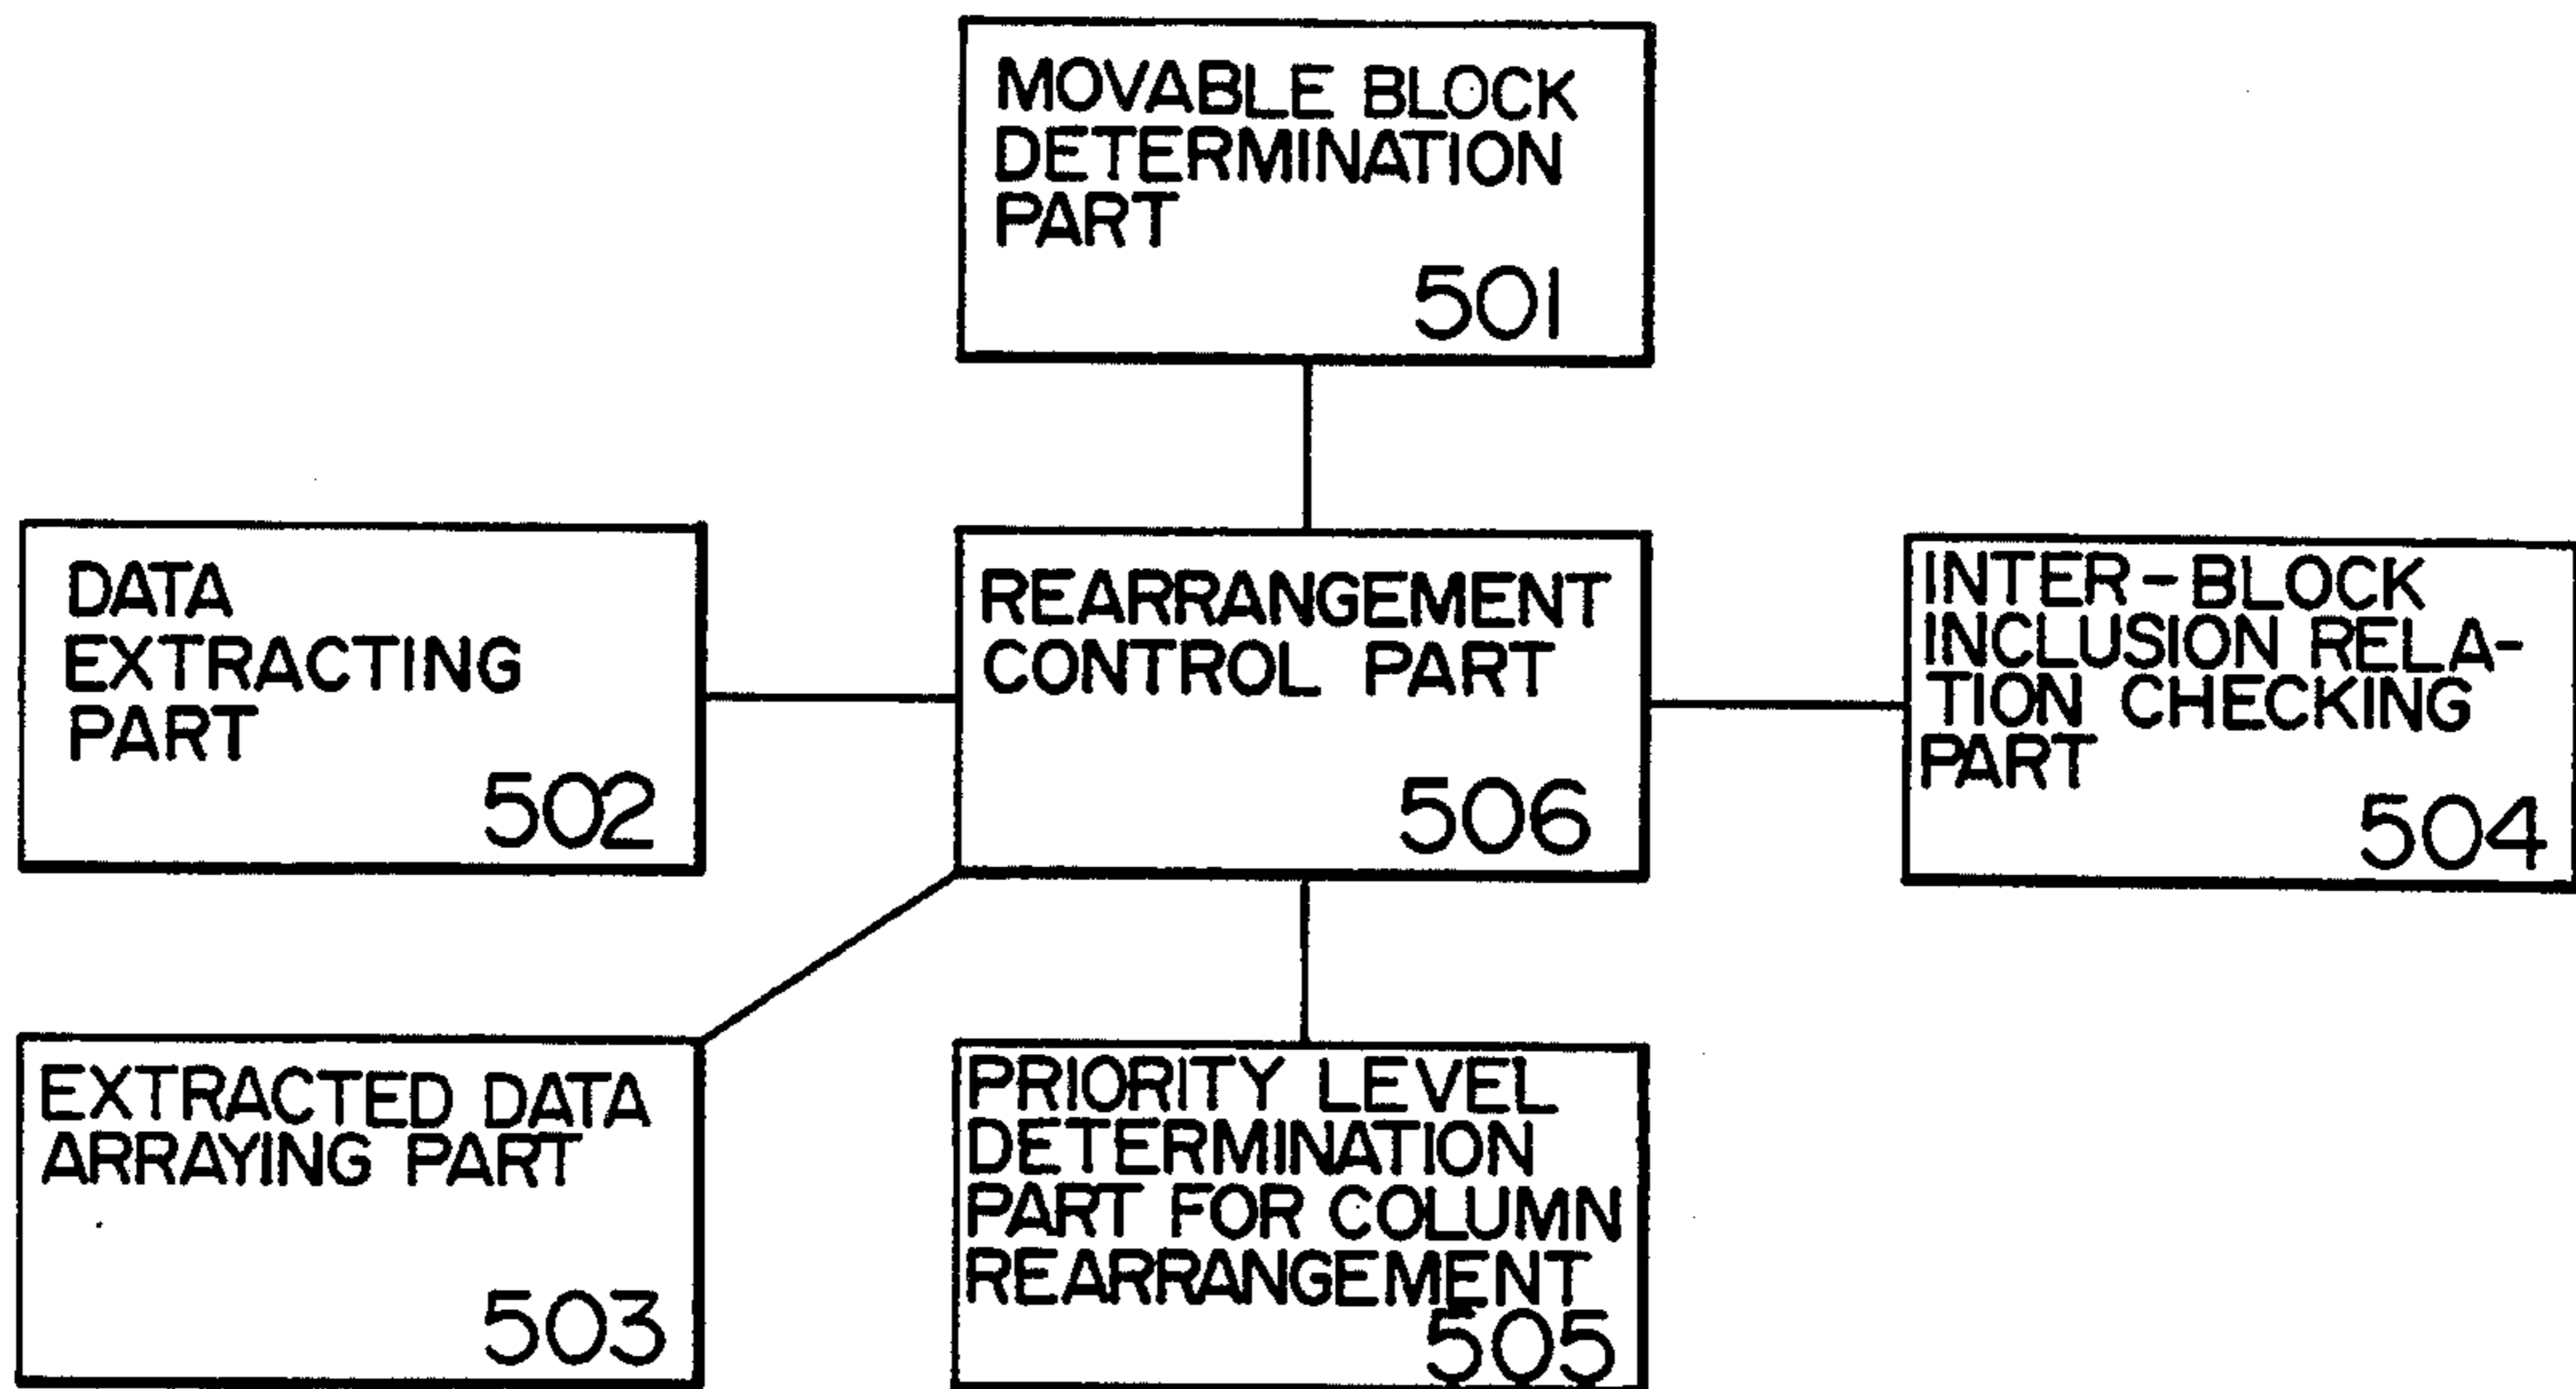 MOVABLE BLOCK
DETERMINATION
PART
501
DATA
EXTRACTING
PART
502
REARRANGEMENT
CONTROL PART
506
INTER-BLOCK
INCLUSION RELA-
TION CHECKING
PART
504
EXTRACTED DATA
ARRAYING PART
503
PRIORITY LEVEL
DETERMINATION
PART FOR COLUMN
REARRANGEMENT
505